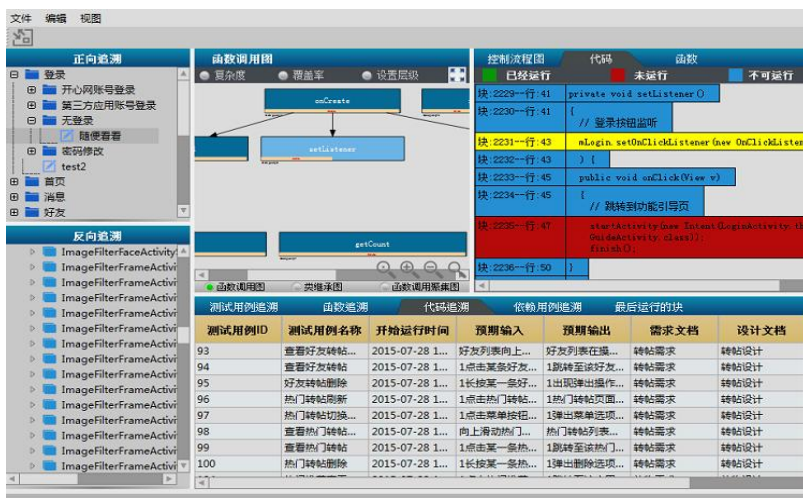 文件 编辑 视图
正向追溯
登录
开心网账号登录
第三方应用账号登录
无登录
随便看看
密码修改
test2
首页
消息
好友
反向追溯
ImageFilterFaceActivity
ImageFilterFrameActivi
ImageFilterFrameActivi
ImageFilterFrameActivi
ImageFilterFrameActivi
ImageFilterFrameActivi
ImageFilterFrameActivi
ImageFilterFrameActivi
ImageFilterFrameActivi
ImageFilterFrameActivi
ImageFilterFrameActivi
ImageFilterFrameActivi
ImageFilterFrameActivi
ImageFilterFrameActivi
ImageFilterFrameActivi
函数调用图
复杂度 覆盖率 设置层级
onCreate
setListener
getCount
函数调用图 类继承图 函数调用聚集图
控制流程图 代码 函数
已经运行 未运行 不可运行
块:2229--行:41 private void setListener()
块:2230--行:41 {
// 登录按钮监听
块:2231--行:43 mLogin.setOnClickListener(new OnClickListen
块:2232--行:43 ) {
块:2233--行:45 public void onClick(View v)
块:2234--行:45 {
// 跳转到功能引导页
块:2235--行:47 startActivity(new Intent(LoginActivity.th
GuideActivity.class));
finish();
块:2236--行:50 }
测试用例追溯 函数追溯 代码追溯 依赖用例追溯 最后运行的块
测试用例ID 测试用例名称 开始运行时间 预期输入 预期输出 需求文档 设计文档
93 查看好友转帖... 2015-07-28 1... 好友列表向上... 好友列表在摸... 转帖需求 转帖设计
94 查看好友转帖 2015-07-28 1... 1点击某条好友... 1跳转至该好友... 转帖需求 转帖设计
95 好友转帖删除 2015-07-28 1... 1长按某一条好... 1出现弹出操作... 转帖需求 转帖设计
96 热门转帖刷新 2015-07-28 1... 1点击热门转帖... 1热门转帖页面... 转帖需求 转帖设计
97 热门转帖切换... 2015-07-28 1... 1点击菜单按钮... 1弹出菜单选项... 转帖需求 转帖设计
98 查看热门转帖... 2015-07-28 1... 向上滑动热门... 热门转帖列表... 转帖需求 转帖设计
99 查看热门转帖 2015-07-28 1... 1点击某一条热... 1跳转至该热门... 转帖需求 转帖设计
100 热门转帖删除 2015-07-28 1... 1长按某一条热... 1弹出删除选项... 转帖需求 转帖设计